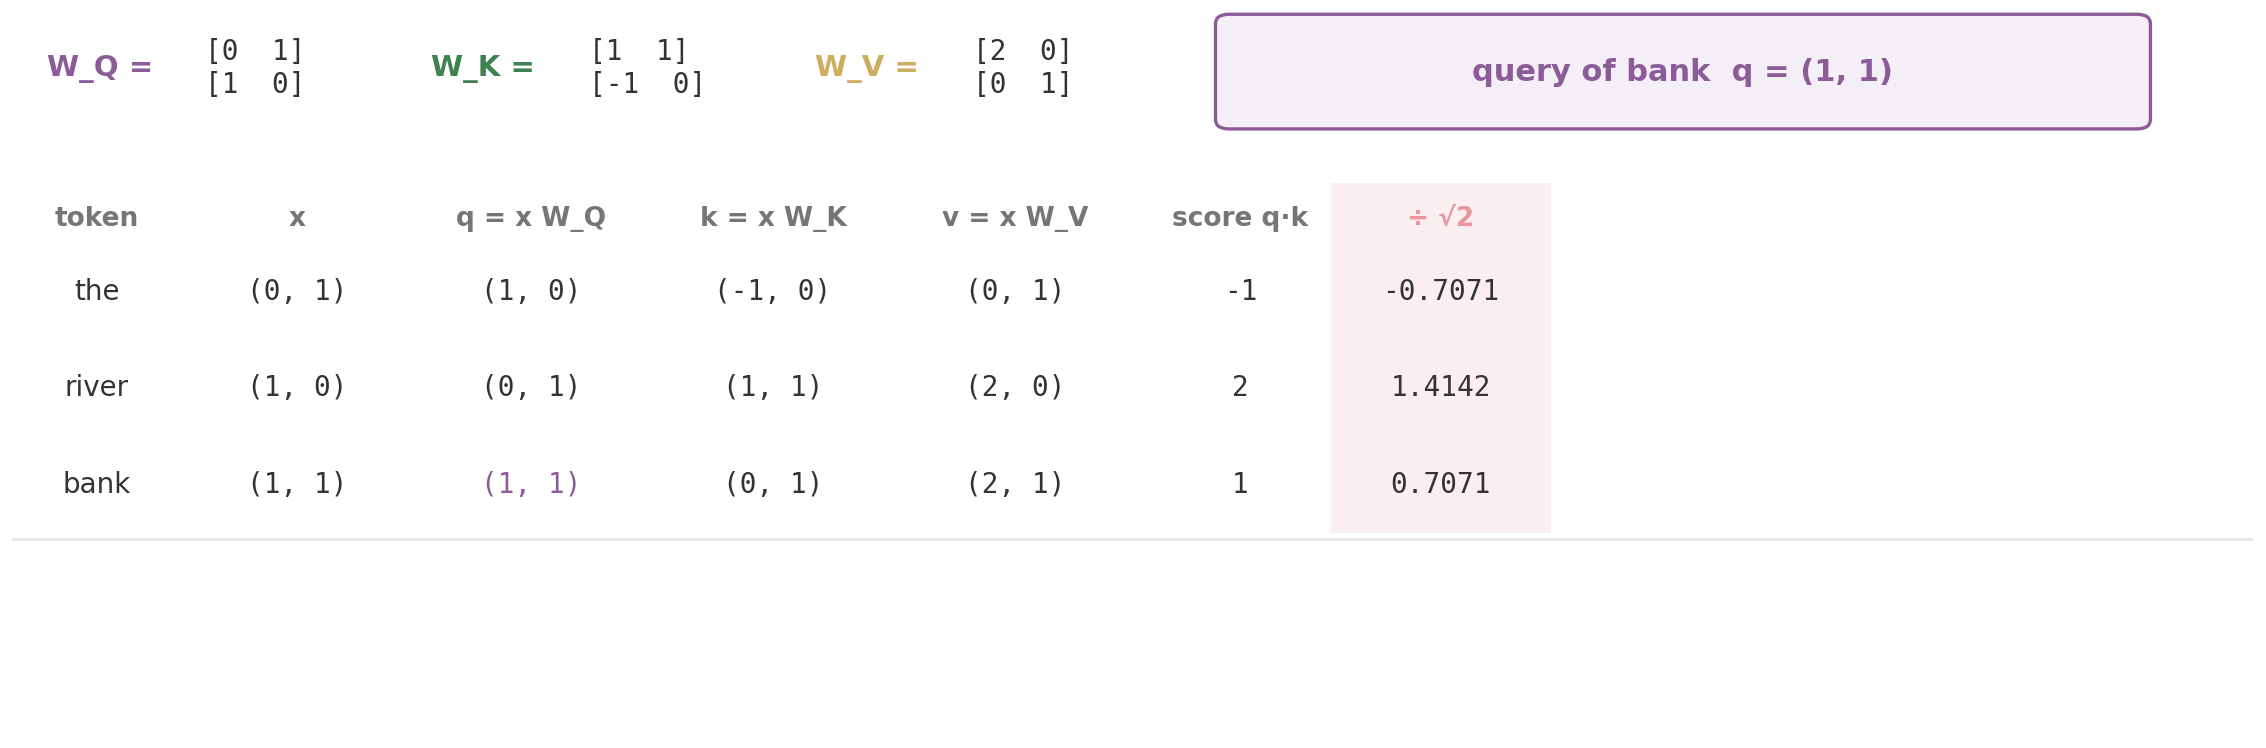 W_Q = [0  1]
[1  0]
W_K = [1  1]
[-1  0]
W_V = [2  0]
[0  1]
query of bank  q = (1, 1)
token x q = x W_Q k = x W_K v = x W_V score q·k ÷ √2
the (0, 1) (1, 0) (-1, 0) (0, 1) -1 -0.7071
river (1, 0) (0, 1) (1, 1) (2, 0) 2 1.4142
bank (1, 1) (1, 1) (0, 1) (2, 1) 1 0.7071